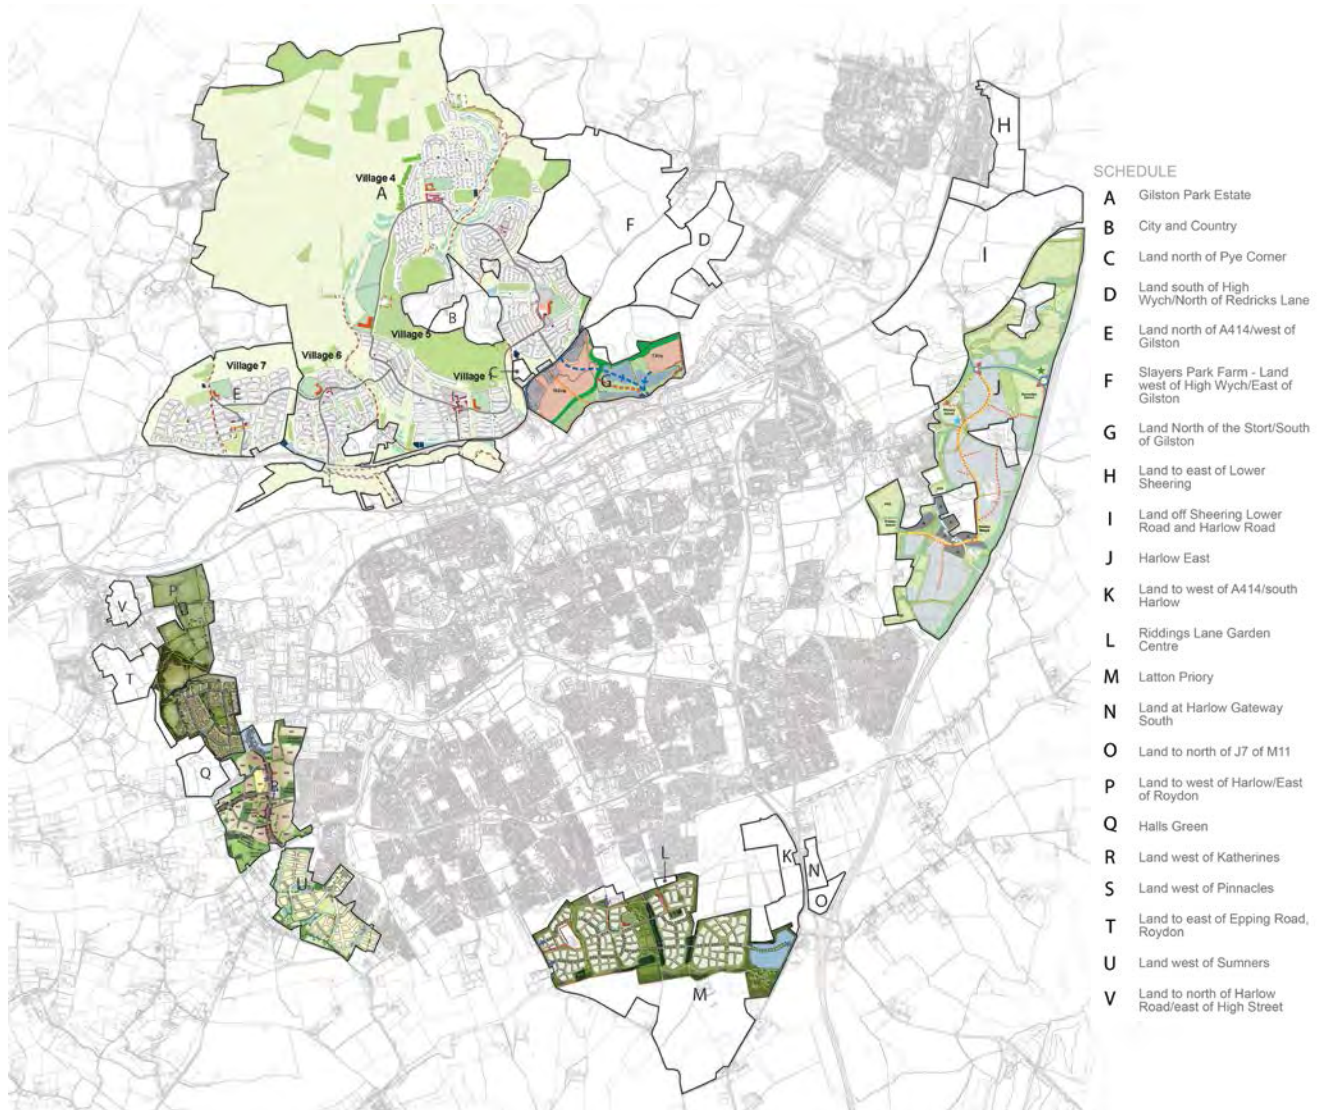 H
F
D
I
Village 4
A
B
Village 5
Village 7
E
Village 6
Village
C
G
J
V
P
T
Q
R
U
L
K
N
O
M
SCHEDULE
A Gilston Park Estate
B City and Country
C Land north of Pye Corner
D Land south of High
Wych/North of Redricks Lane
E Land north of A414/west of
Gilston
F Slayers Park Farm - Land
west of High Wych/East of
Gilston
G Land North of the Stort/South
of Gilston
H Land to east of Lower
Sheering
I Land off Sheering Lower
Road and Harlow Road
J Harlow East
K Land to west of A414/south
Harlow
L Riddings Lane Garden
Centre
M Latton Priory
N Land at Harlow Gateway
South
O Land to north of J7 of M11
P Land to west of Harlow/East
of Roydon
Q Halls Green
R Land west of Katherines
S Land west of Pinnacles
T Land to east of Epping Road,
Roydon
U Land west of Sumners
V Land to north of Harlow
Road/east of High Street